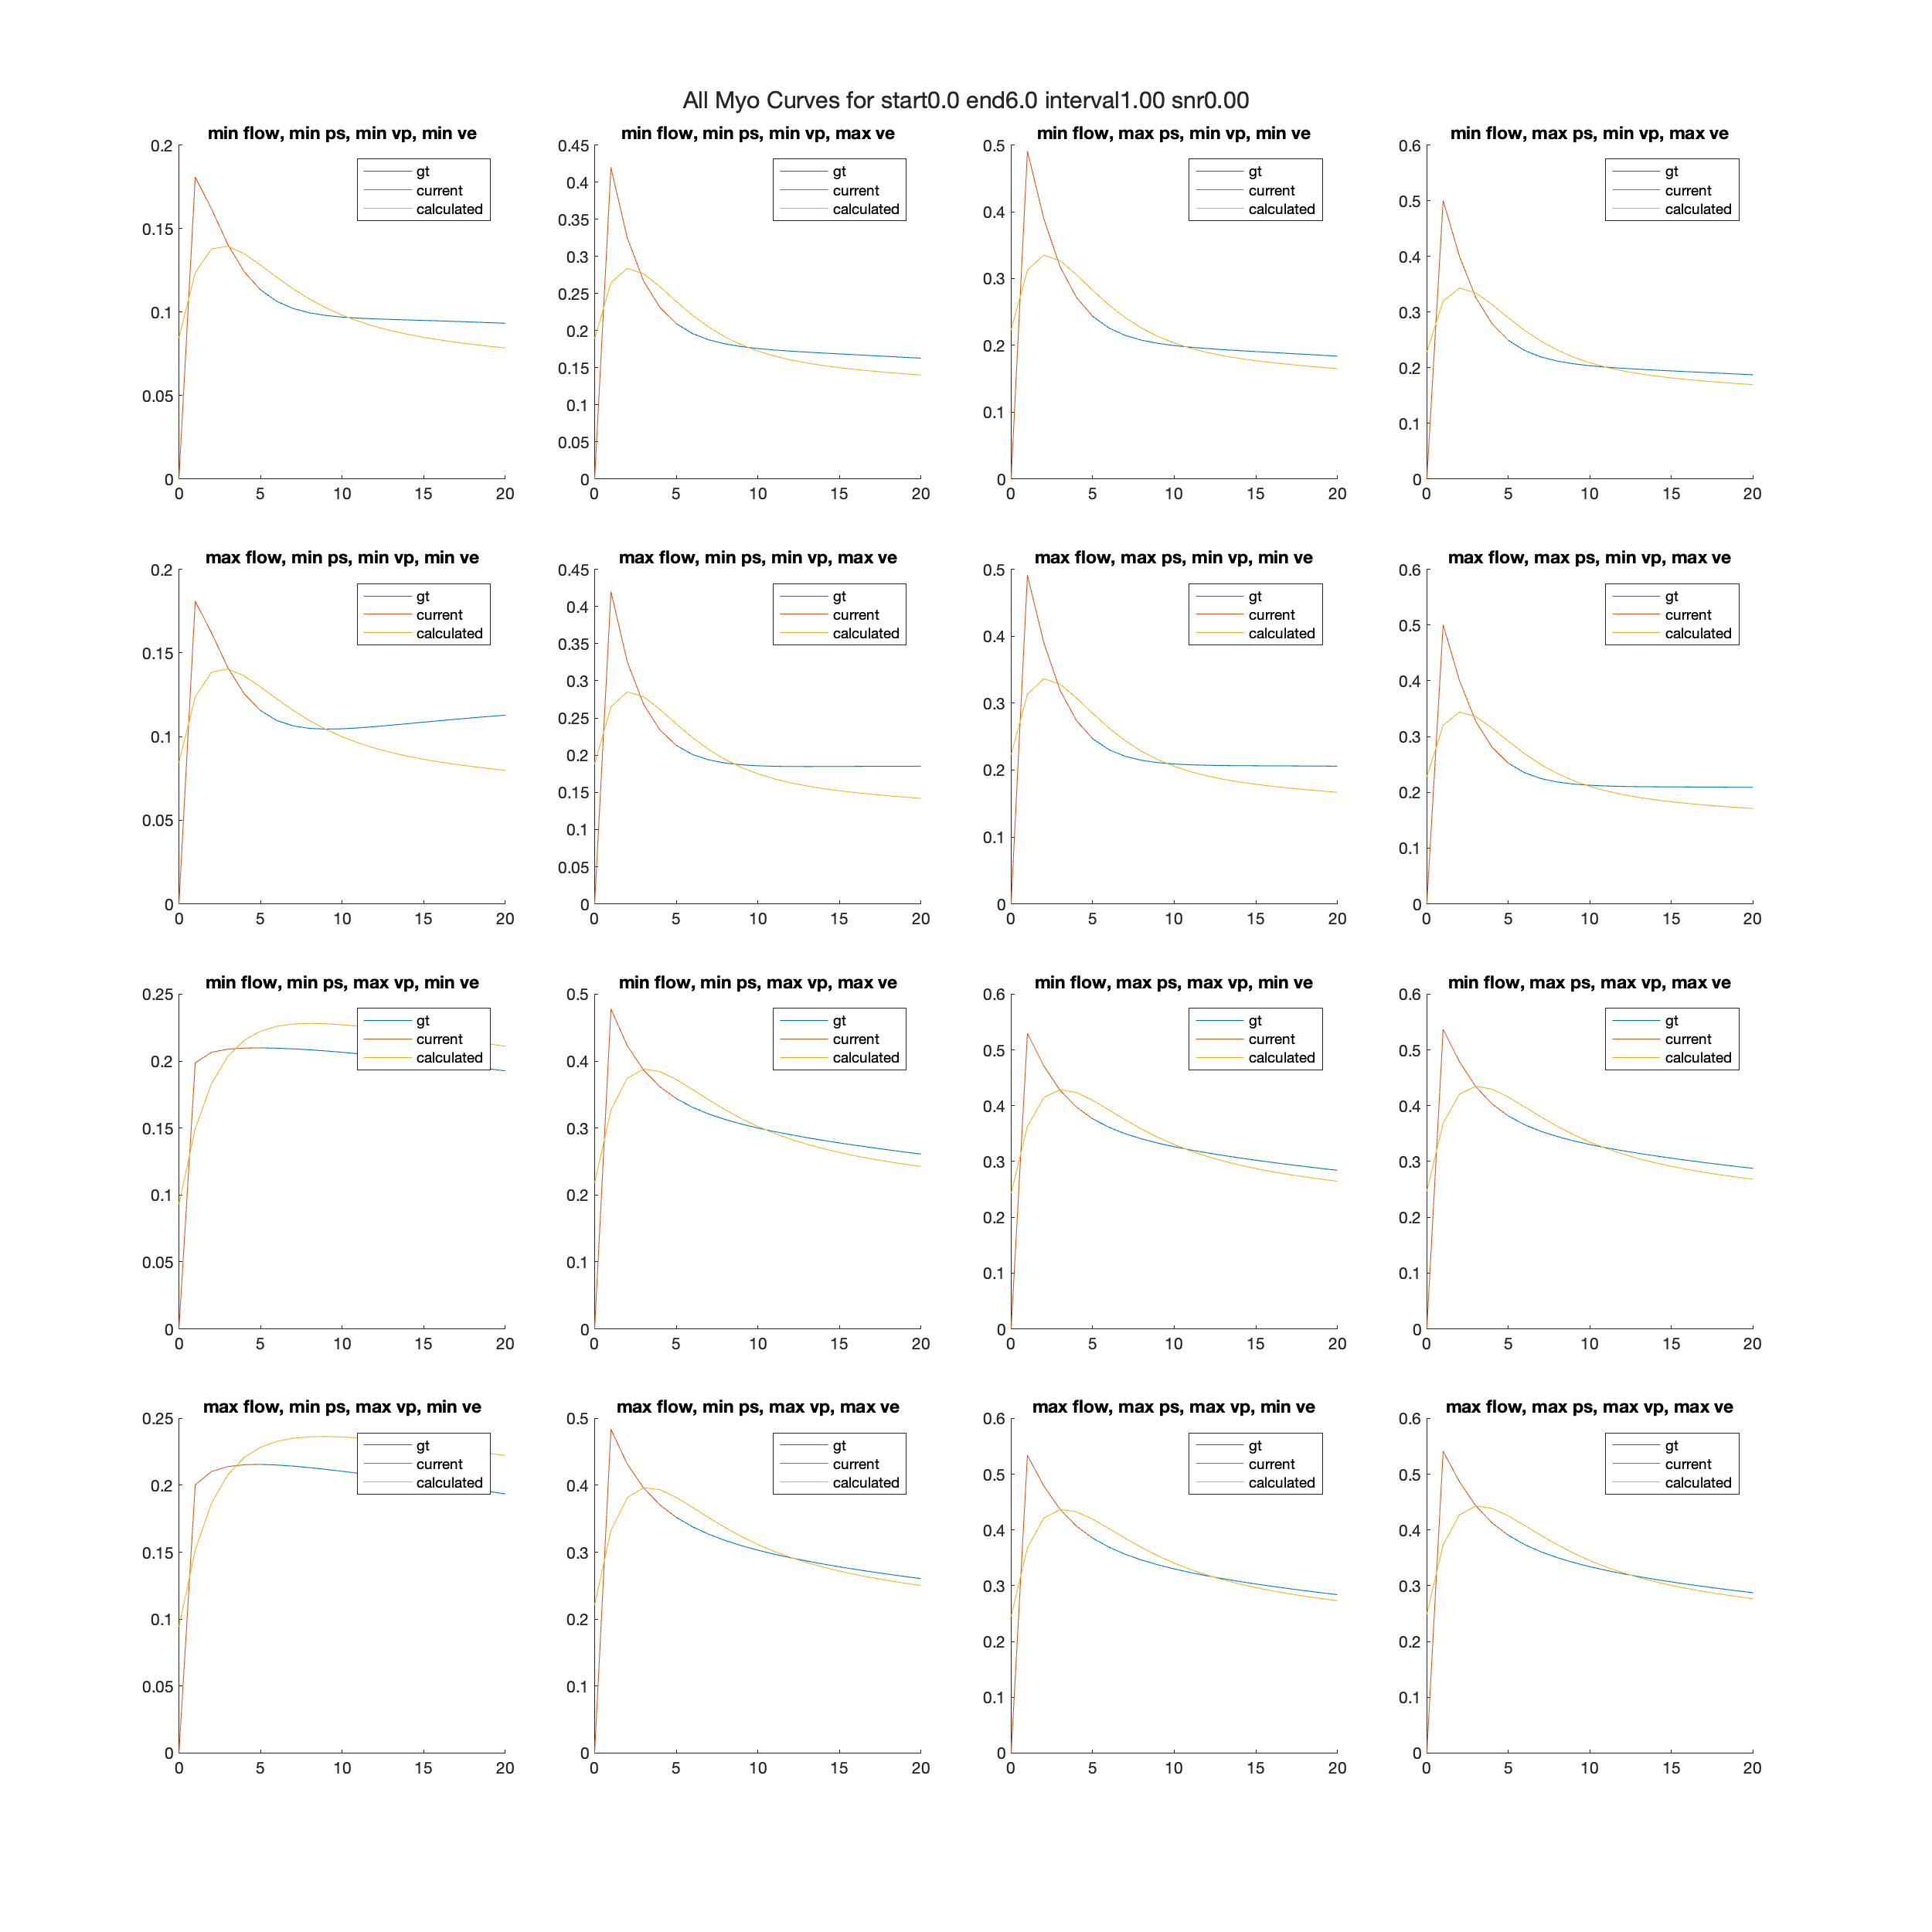 All Myo Curves for start0.0 end6.0 interval1.00 snr0.00
min flow, min ps, min vp, min ve
0.2
0.15
0.1
0.05
0
gt
current
calculated
0 5 10 15 20
min flow, min ps, min vp, max ve
0.45
0.4
0.35
0.3
0.25
0.2
0.15
0.1
0.05
0
gt
current
calculated
0 5 10 15 20
min flow, max ps, min vp, min ve
0.5
0.4
0.3
0.2
0.1
0
gt
current
calculated
0 5 10 15 20
min flow, max ps, min vp, max ve
0.6
0.5
0.4
0.3
0.2
0.1
0
gt
current
calculated
0 5 10 15 20
max flow, min ps, min vp, min ve
0.2
0.15
0.1
0.05
0
gt
current
calculated
0 5 10 15 20
max flow, min ps, min vp, max ve
0.45
0.4
0.35
0.3
0.25
0.2
0.15
0.1
0.05
0
gt
current
calculated
0 5 10 15 20
max flow, max ps, min vp, min ve
0.5
0.4
0.3
0.2
0.1
0
gt
current
calculated
0 5 10 15 20
max flow, max ps, min vp, max ve
0.6
0.5
0.4
0.3
0.2
0.1
0
gt
current
calculated
0 5 10 15 20
min flow, min ps, max vp, min ve
0.25
0.2
0.15
0.1
0.05
0
gt
current
calculated
0 5 10 15 20
min flow, min ps, max vp, max ve
0.5
0.4
0.3
0.2
0.1
0
gt
current
calculated
0 5 10 15 20
min flow, max ps, max vp, min ve
0.6
0.5
0.4
0.3
0.2
0.1
0
gt
current
calculated
0 5 10 15 20
min flow, max ps, max vp, max ve
0.6
0.5
0.4
0.3
0.2
0.1
0
gt
current
calculated
0 5 10 15 20
max flow, min ps, max vp, min ve
0.25
0.2
0.15
0.1
0.05
0
gt
current
calculated
0 5 10 15 20
max flow, min ps, max vp, max ve
0.5
0.4
0.3
0.2
0.1
0
gt
current
calculated
0 5 10 15 20
max flow, max ps, max vp, min ve
0.6
0.5
0.4
0.3
0.2
0.1
0
gt
current
calculated
0 5 10 15 20
max flow, max ps, max vp, max ve
0.6
0.5
0.4
0.3
0.2
0.1
0
gt
current
calculated
0 5 10 15 20